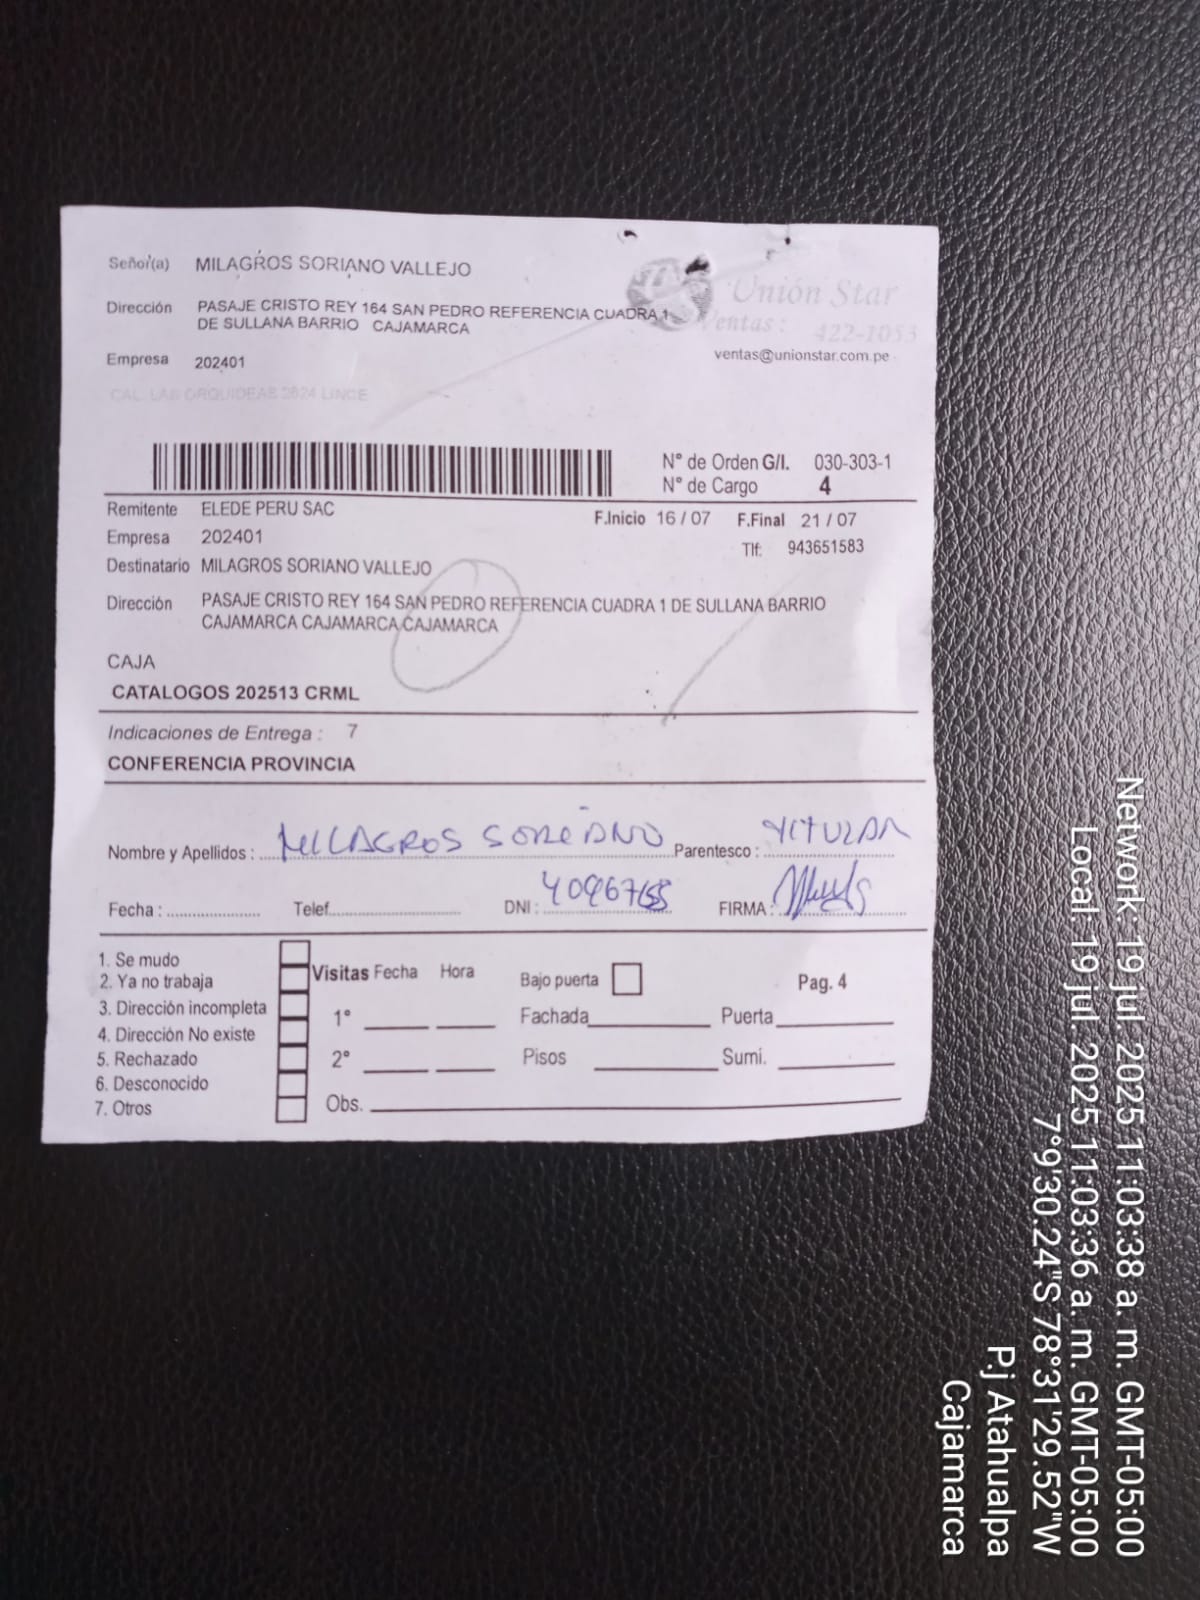 Señor(a) MILAGROS SORIANO VALLEJO
Dirección PASAJE CRISTO REY 164 SAN PEDRO REFERENCIA CUADRA 1
DE SULLANA BARRIO CAJAMARCA
Empresa 202401
CAL. LAS ORQUIDEAS 2624 LINCE
Unión Star
Ventas : 422-1053
ventas@unionstar.com.pe
N° de Orden G/I. 030-303-1
N° de Cargo 4
Remitente ELEDE PERU SAC
F.Inicio 16 / 07 F.Final 21 / 07
Empresa 202401
Tlf: 943651583
Destinatario MILAGROS SORIANO VALLEJO
Dirección PASAJE CRISTO REY 164 SAN PEDRO REFERENCIA CUADRA 1 DE SULLANA BARRIO
CAJAMARCA CAJAMARCA CAJAMARCA
CAJA
CATALOGOS 202513 CRML
Indicaciones de Entrega : 7
CONFERENCIA PROVINCIA
Nombre y Apellidos : MILAGROS SORIANO Parentesco : TITULAR
Fecha : Telef. DNI : FIRMA :
1. Se mudo
2. Ya no trabaja
3. Dirección incompleta
4. Dirección No existe
5. Rechazado
6. Desconocido
7. Otros
Visitas Fecha Hora Bajo puerta Pag. 4
1° Fachada Puerta
2° Pisos Sumi.
Obs.
Network: 19 jul. 2025 11:03:38 a. m. GMT-05:00
Local: 19 jul. 2025 11:03:36 a. m. GMT-05:00
7°9'30.24"S 78°31'29.52"W
P.j Atahualpa
Cajamarca